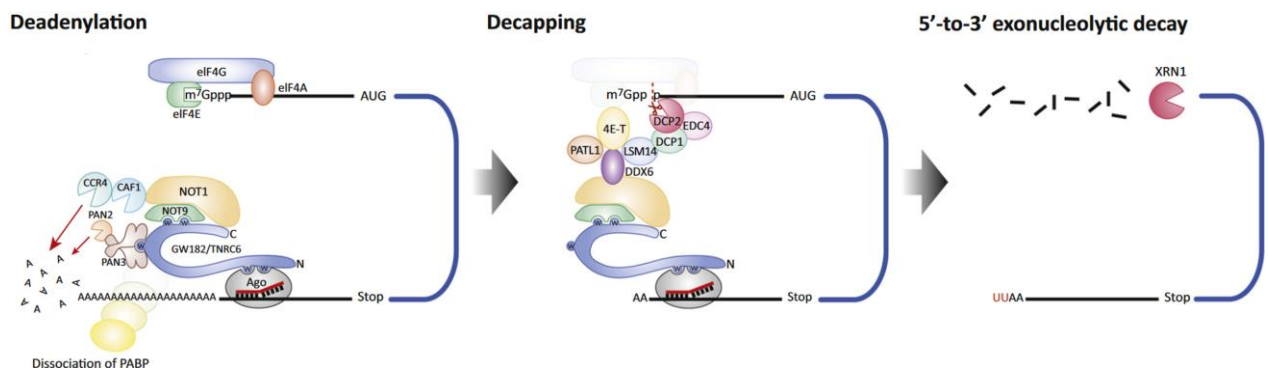 Deadenylation
eIF4G
m⁷Gppp
eIF4A
AUG
eIF4E
CCR4
CAF1
NOT1
PAN2
NOT9
W W
C
W
GW182/TNRC6
PAN3
N
W W
A
A
A
A
A
A
A
A
A
A
A
Ago
AAAAAAAAAAAAAAAAAAAA
Stop
Dissociation of PABP
Decapping
m⁷Gpp p
AUG
DCP2
EDC4
4E-T
DCP1
PATL1
LSM14
DDX6
W W
C
W
N
W W
Ago
AA
Stop
5’-to-3’ exonucleolytic decay
XRN1
UUAA
Stop